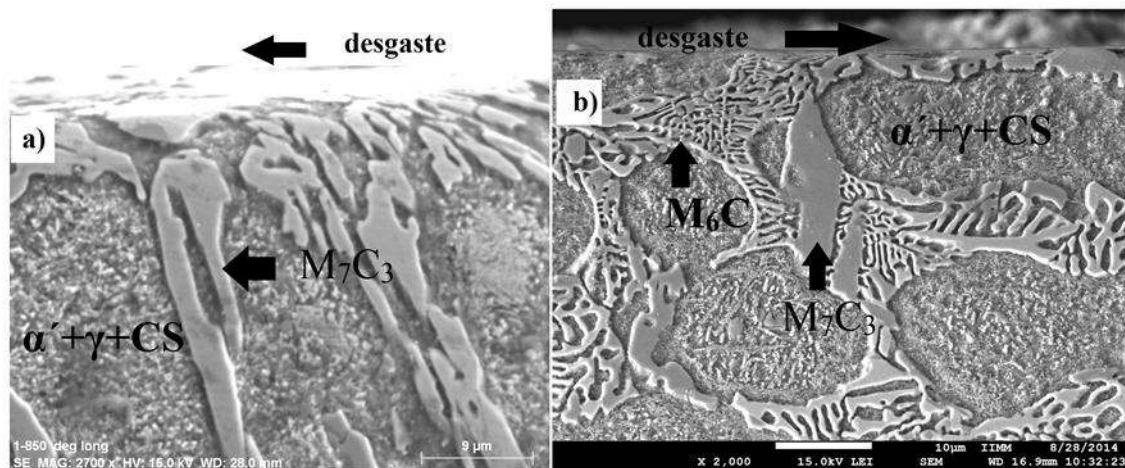 desgaste
a)
M₇C₃
α´+γ+CS
1-850 deg long
SE MAG: 2700 x HV: 15.0 kV WD: 28.0 mm
9 µm
desgaste
b)
α´+γ+CS
M₆C
M₇C₃
10µm IIMM 8/28/2014
X 2,000 15.0kV LEI SEM WD 16.9mm 10:32:23